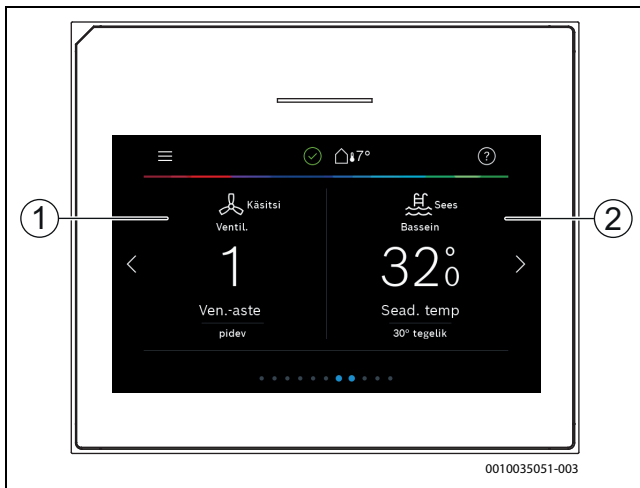 7°
?
1
Käsitsi
Ventil.
1
Ven.-aste
pidev
Sees
Bassein
32°0
Sead. temp
30° tegelik
2
0010035051-003